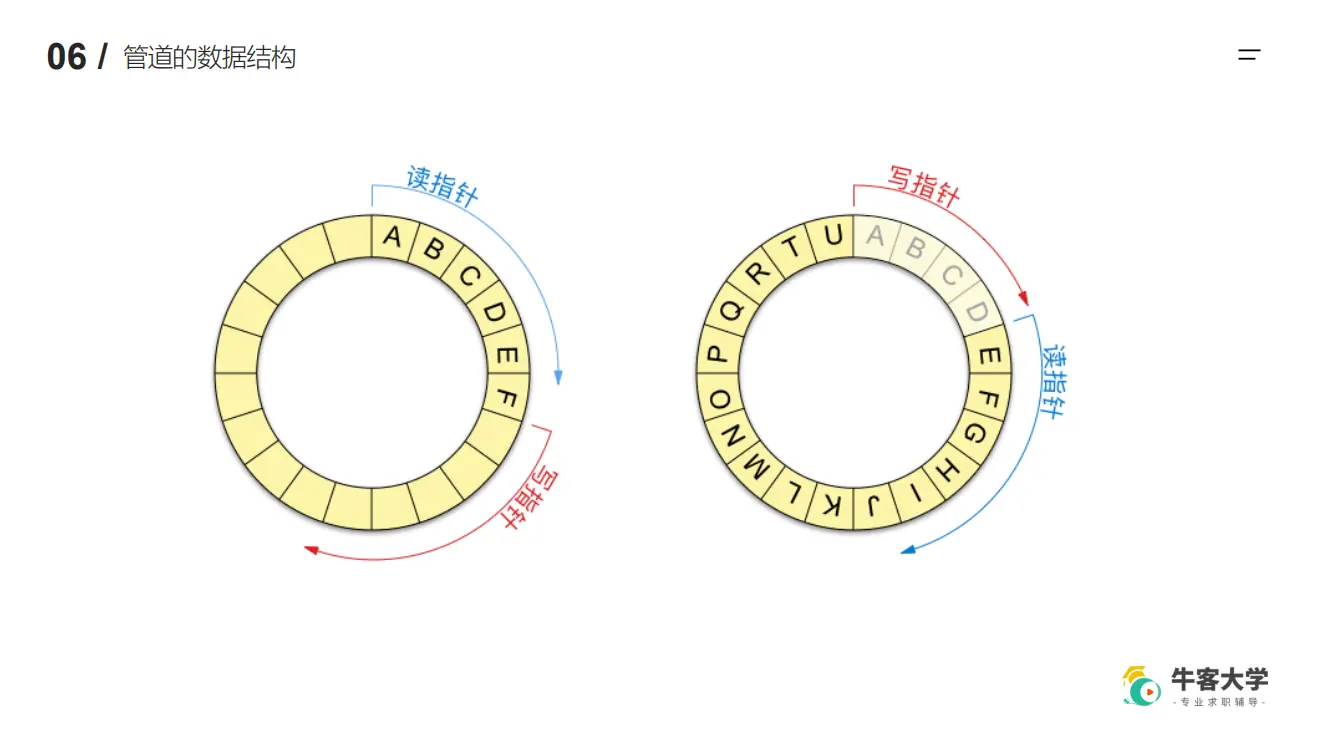 06 / 管道的数据结构
读指针
A B C D E F
写指针
写指针
A B C D E F G H I J K L M N O P Q R T U
读指针
牛客大学
- 专业求职辅导 -